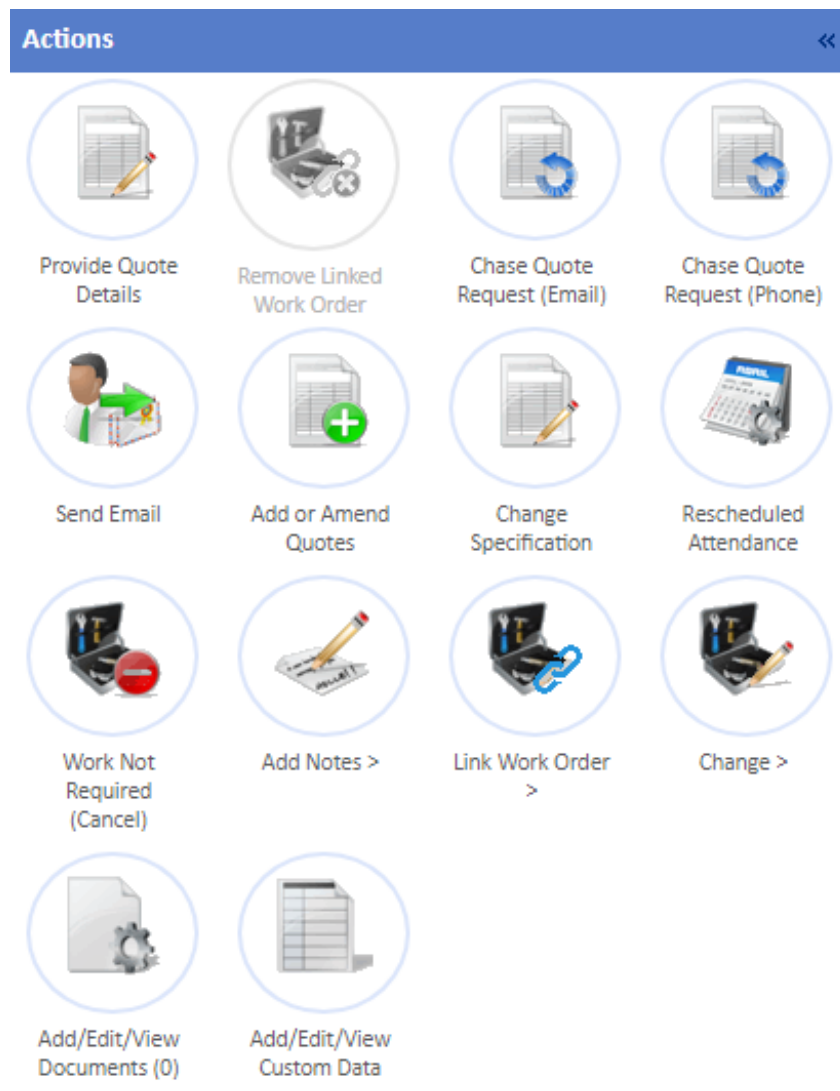 Actions
Provide Quote
Details
Remove Linked
Work Order
Chase Quote
Request (Email)
Chase Quote
Request (Phone)
Send Email
Add or Amend
Quotes
Change
Specification
Rescheduled
Attendance
Work Not
Required
(Cancel)
Add Notes >
Link Work Order
>
Change >
Add/Edit/View
Documents (0)
Add/Edit/View
Custom Data